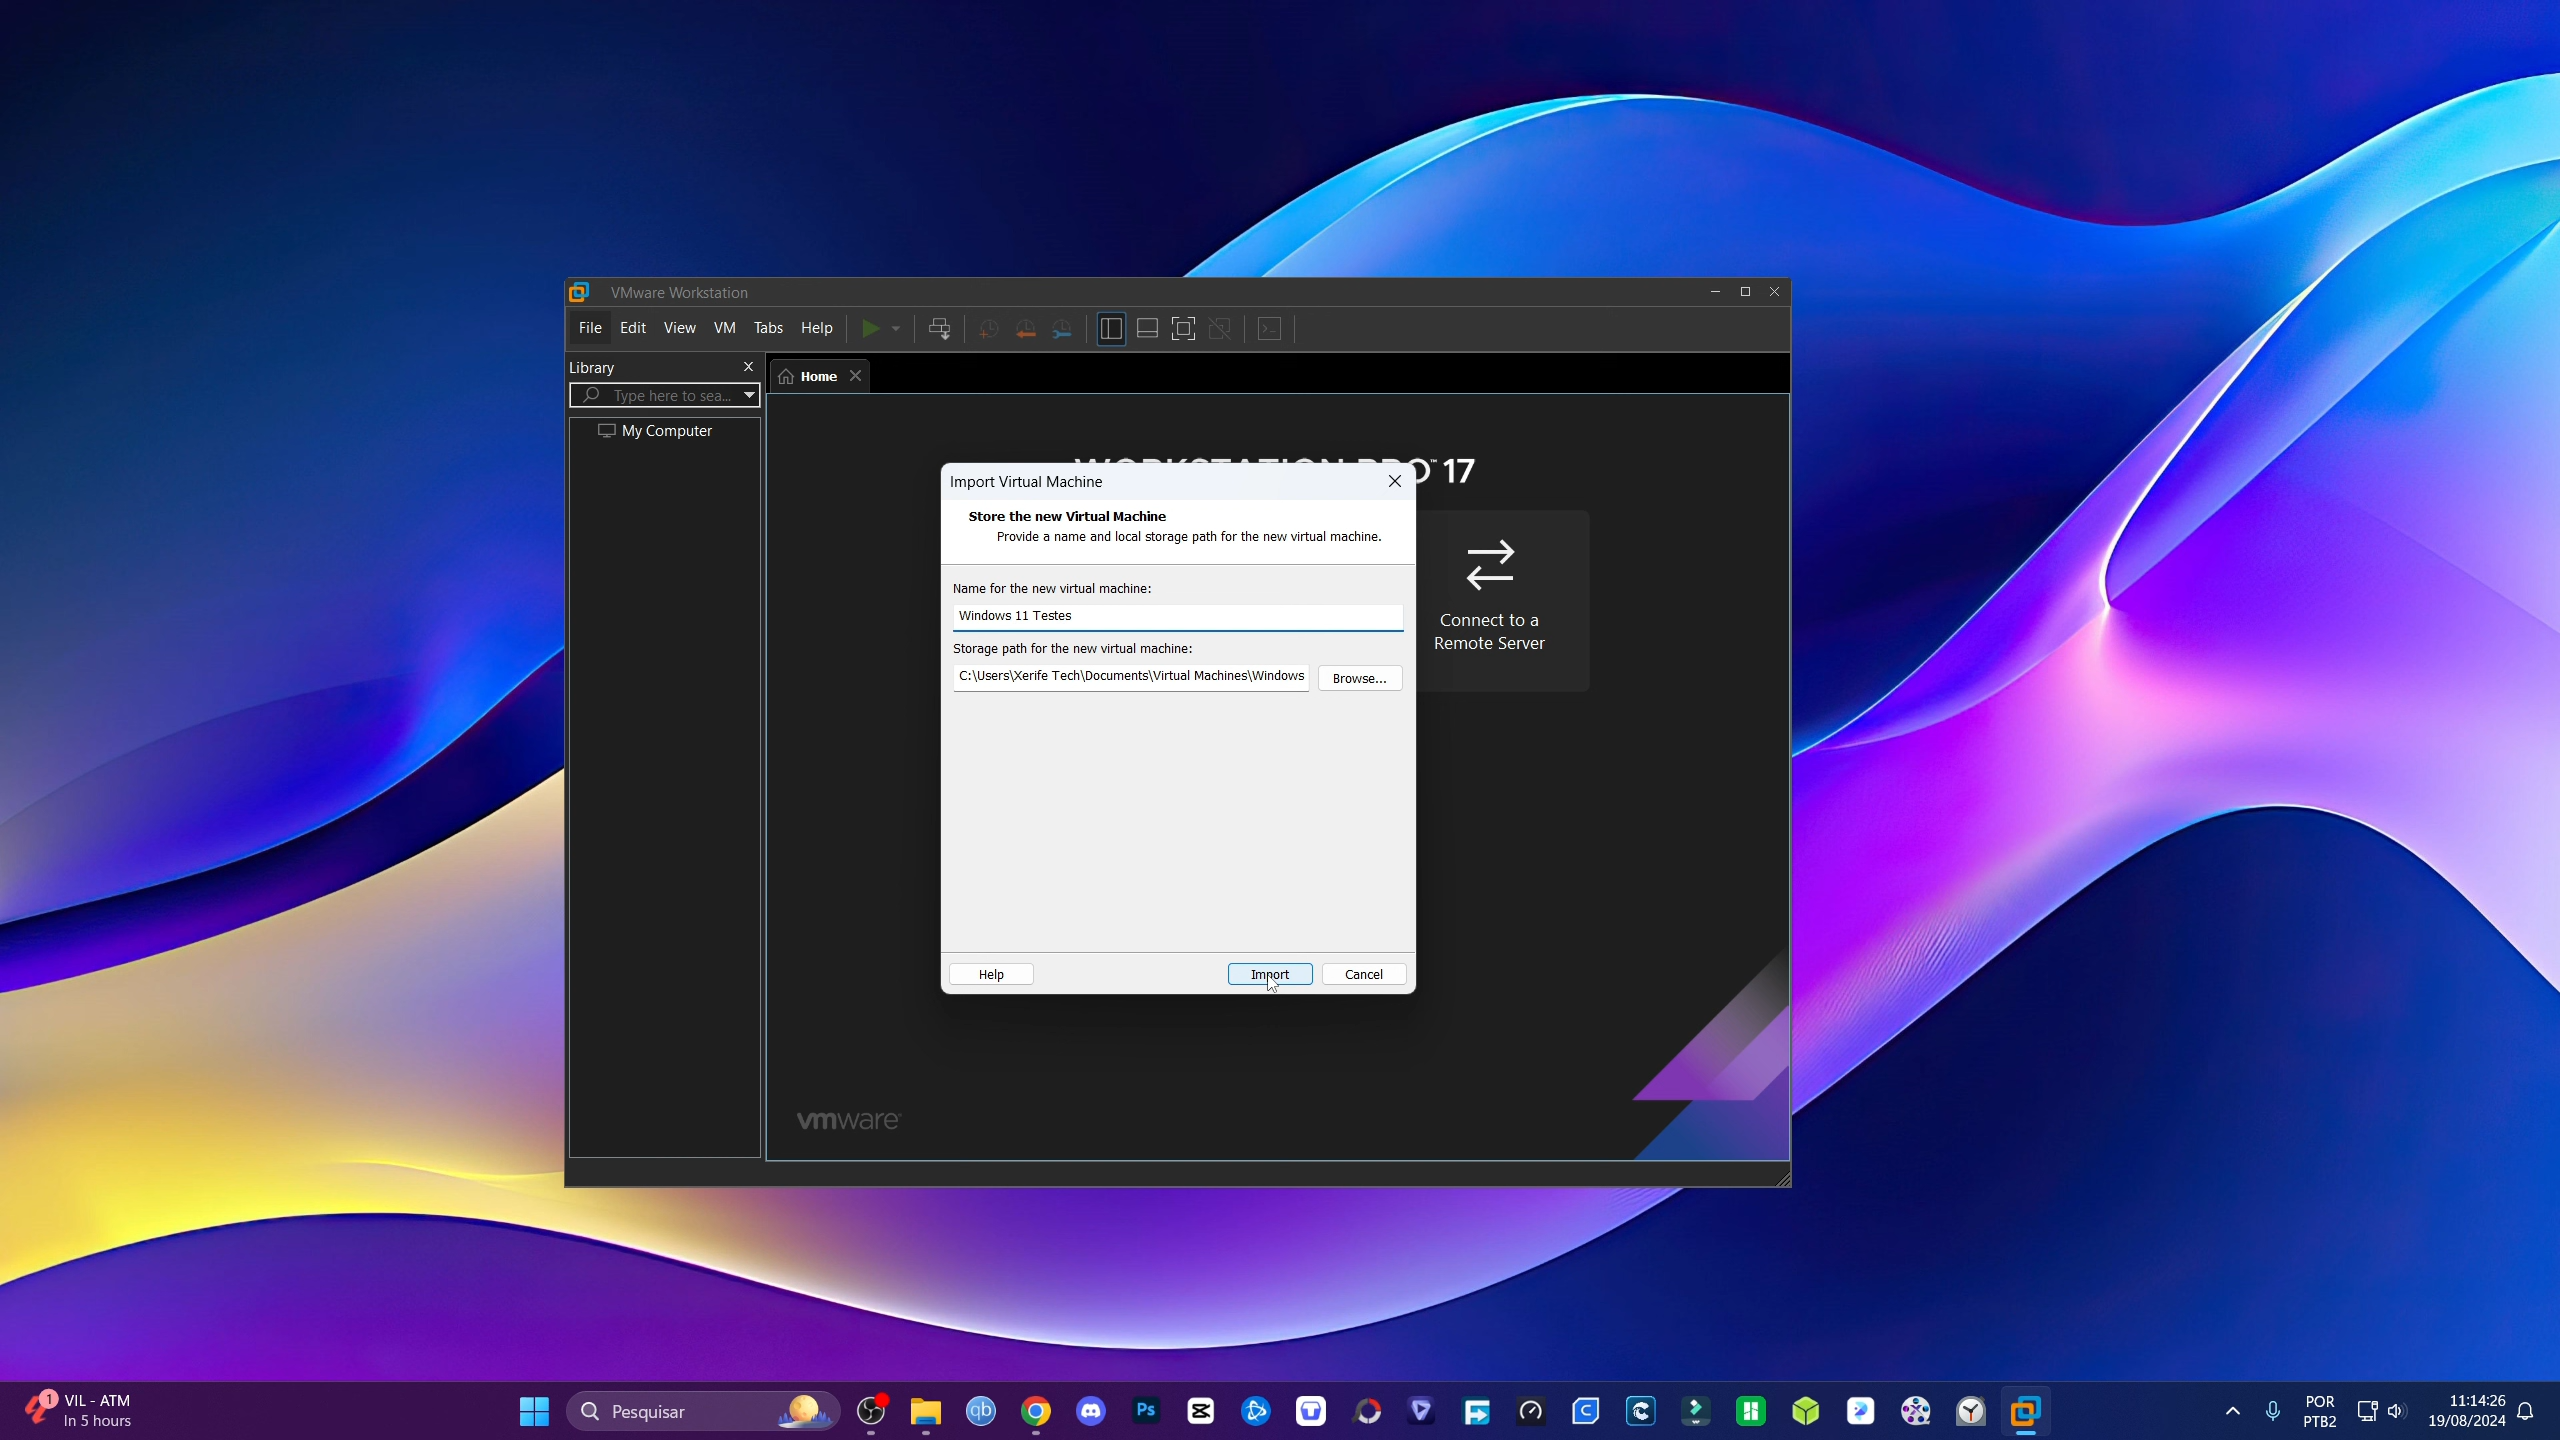 VMware Workstation
File Edit View VM Tabs Help
Library
Home
Type here to sea...
My Computer
17
Import Virtual Machine
Store the new Virtual Machine
Provide a name and local storage path for the new virtual machine.
Name for the new virtual machine:
Windows 11 Testes
Storage path for the new virtual machine:
C:\Users\Xerife Tech\Documents\Virtual Machines\Windows
Browse...
Connect to a
Remote Server
Help
Import
Cancel
vmware
1
VIL - ATM
In 5 hours
Pesquisar
qb
Ps
POR
PTB2
11:14:26
19/08/2024